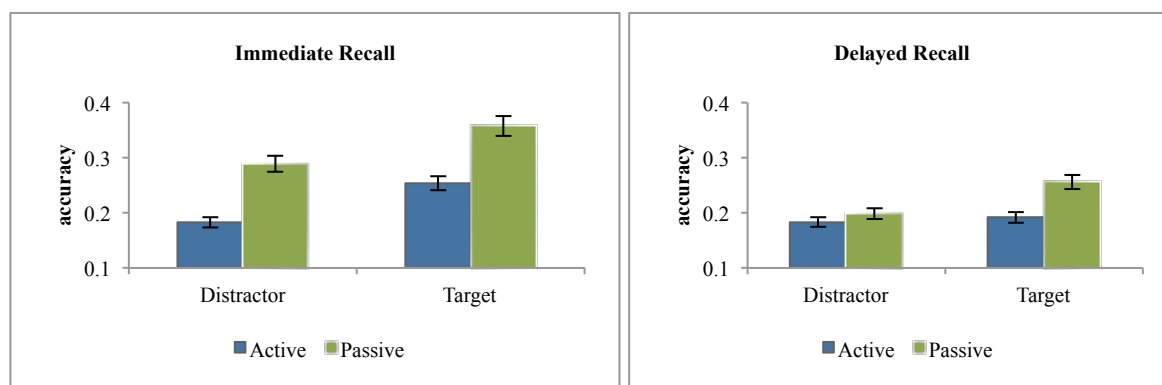 Immediate Recall
accuracy
0.4
0.3
0.2
0.1
Distractor Target
Active Passive
Delayed Recall
accuracy
0.4
0.3
0.2
0.1
Distractor Target
Active Passive